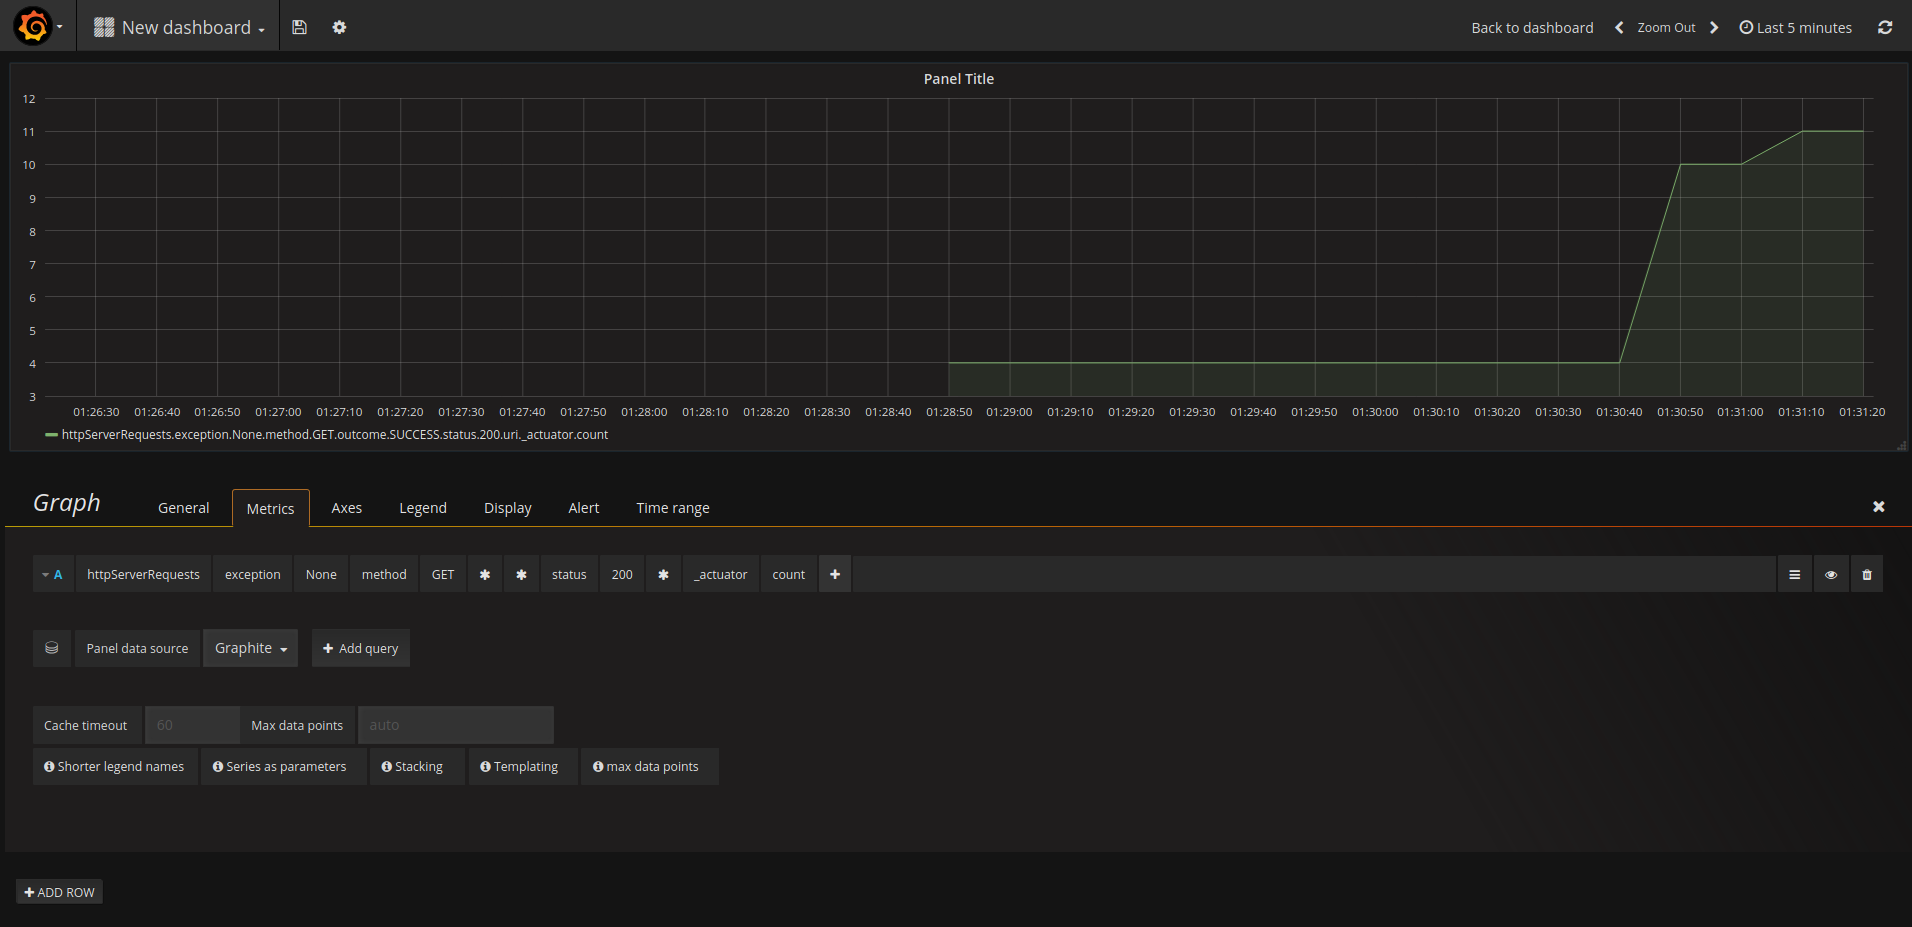 New dashboard
Back to dashboard Zoom Out Last 5 minutes
Panel Title
12
11
10
9
8
7
6
5
4
3
01:26:30 01:26:40 01:26:50 01:27:00 01:27:10 01:27:20 01:27:30 01:27:40 01:27:50 01:28:00 01:28:10 01:28:20 01:28:30 01:28:40 01:28:50 01:29:00 01:29:10 01:29:20 01:29:30 01:29:40 01:29:50 01:30:00 01:30:10 01:30:20 01:30:30 01:30:40 01:30:50 01:31:00 01:31:10 01:31:20
httpServerRequests.exception.None.method.GET.outcome.SUCCESS.status.200.uri._actuator.count
Graph General Metrics Axes Legend Display Alert Time range
A httpServerRequests exception None method GET * * status 200 * _actuator count +
Panel data source Graphite + Add query
Cache timeout 60 Max data points auto
Shorter legend names Series as parameters Stacking Templating max data points
+ ADD ROW